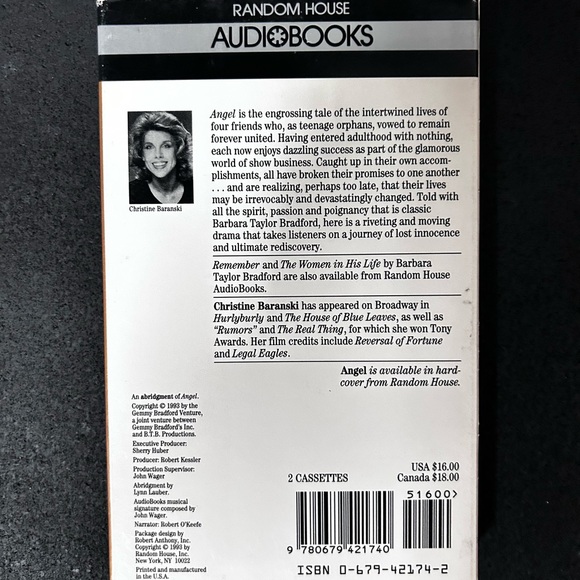 RANDOM HOUSE
AUDIOBOOKS
Christine Baranski
Angel is the engrossing tale of the intertwined lives of
four friends who, as teenage orphans, vowed to remain
forever united. Having entered adulthood with nothing,
each now enjoys dazzling success as part of the glamorous
world of show business. Caught up in their own accom-
plishments, all have broken their promises to one another
. . . and are realizing, perhaps too late, that their lives
may be irrevocably and devastatingly changed. Told with
all the spirit, passion and poignancy that is classic
Barbara Taylor Bradford, here is a riveting and moving
drama that takes listeners on a journey of lost innocence
and ultimate rediscovery.
Remember and The Women in His Life by Barbara
Taylor Bradford are also available from Random House
AudioBooks.
Christine Baranski has appeared on Broadway in
Hurlyburly and The House of Blue Leaves, as well as
"Rumors" and The Real Thing, for which she won Tony
Awards. Her film credits include Reversal of Fortune
and Legal Eagles.
Angel is available in hard-
cover from Random House.
An abridgment of Angel.
Copyright © 1993 by the
Gemmy Bradford Venture,
a joint venture between
Gemmy Bradford's Inc.
and B.T.B. Productions.
Executive Producer:
Sherry Huber
Producer: Robert Kessler
Production Supervisor:
John Wager
Abridgment by
Lynn Lauber.
AudioBooks musical
signature composed by
John Wager.
Narrator: Robert O'Keefe
Package design by
Robert Anthony, Inc.
Copyright © 1993 by
Random House, Inc.
New York, NY 10022
Printed and manufactured
in the U.S.A.
2 CASSETTES
USA $16.00
Canada $18.00
51600>
9 780679 421740
ISBN 0-679-42174-2